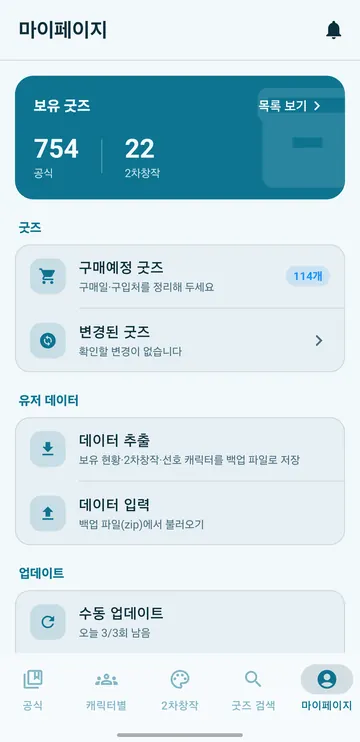 마이페이지
보유 굿즈
목록 보기
754
22
공식
2차창작
굿즈
구매예정 굿즈
114개
구매일·구입처를 정리해 두세요
변경된 굿즈
확인할 변경이 없습니다
유저 데이터
데이터 추출
보유 현황·2차창작·선호 캐릭터를 백업 파일로 저장
데이터 입력
백업 파일(zip)에서 불러오기
업데이트
수동 업데이트
오늘 3/3회 남음
공식
캐릭터별
2차창작
굿즈 검색
마이페이지